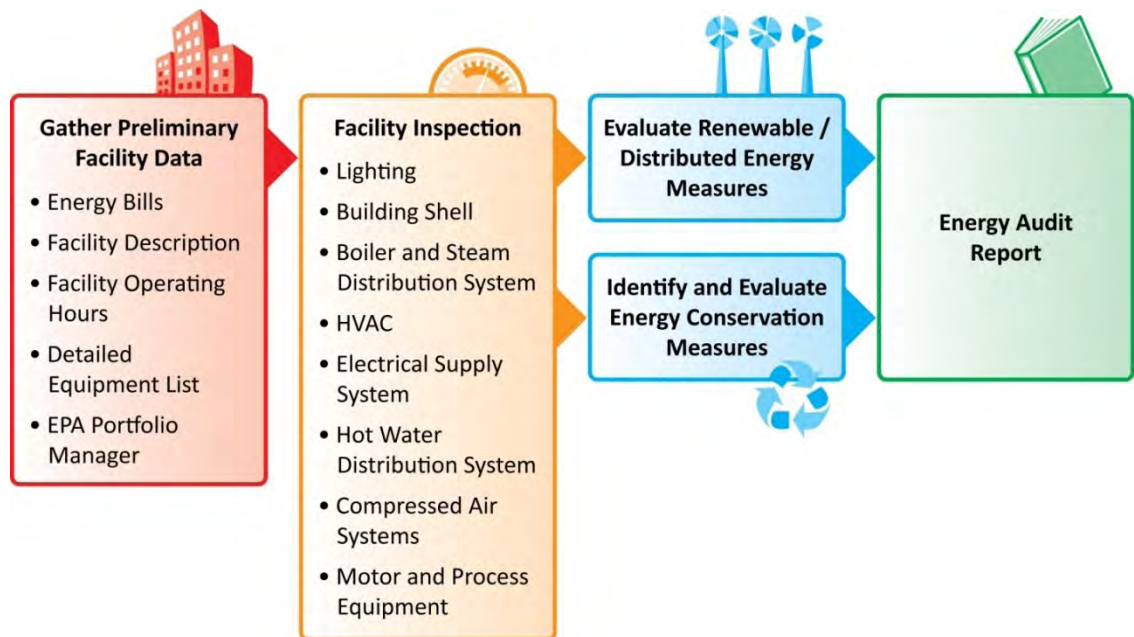 Gather Preliminary
Facility Data
• Energy Bills
• Facility Description
• Facility Operating
Hours
• Detailed
Equipment List
• EPA Portfolio
Manager
Facility Inspection
• Lighting
• Building Shell
• Boiler and Steam
Distribution System
• HVAC
• Electrical Supply
System
• Hot Water
Distribution System
• Compressed Air
Systems
• Motor and Process
Equipment
Evaluate Renewable /
Distributed Energy
Measures
Identify and Evaluate
Energy Conservation
Measures
Energy Audit
Report